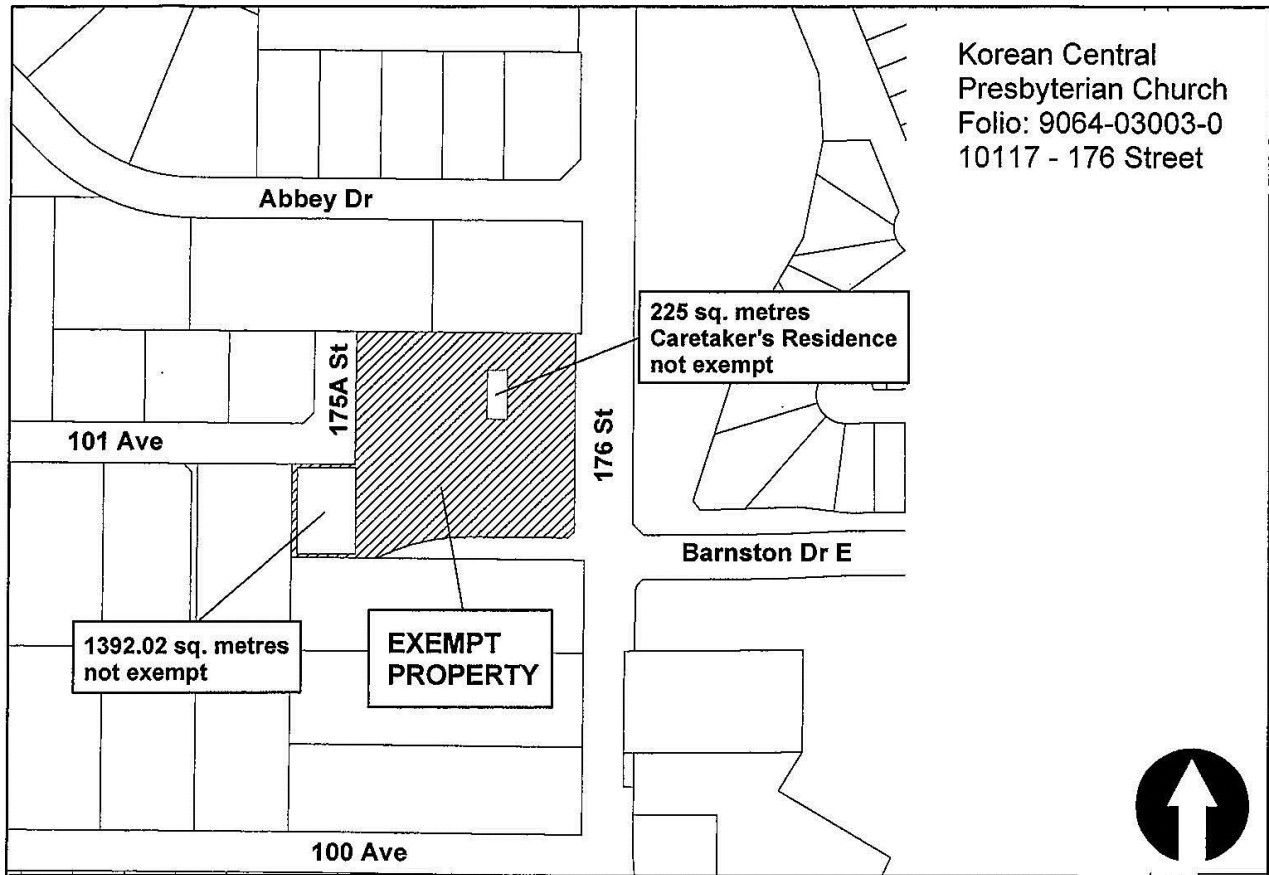 Korean Central
Presbyterian Church
Folio: 9064-03003-0
10117 - 176 Street
Abbey Dr
225 sq. metres
Caretaker's Residence
not exempt
175A St
101 Ave
176 St
Barnston Dr E
1392.02 sq. metres
not exempt
EXEMPT
PROPERTY
100 Ave